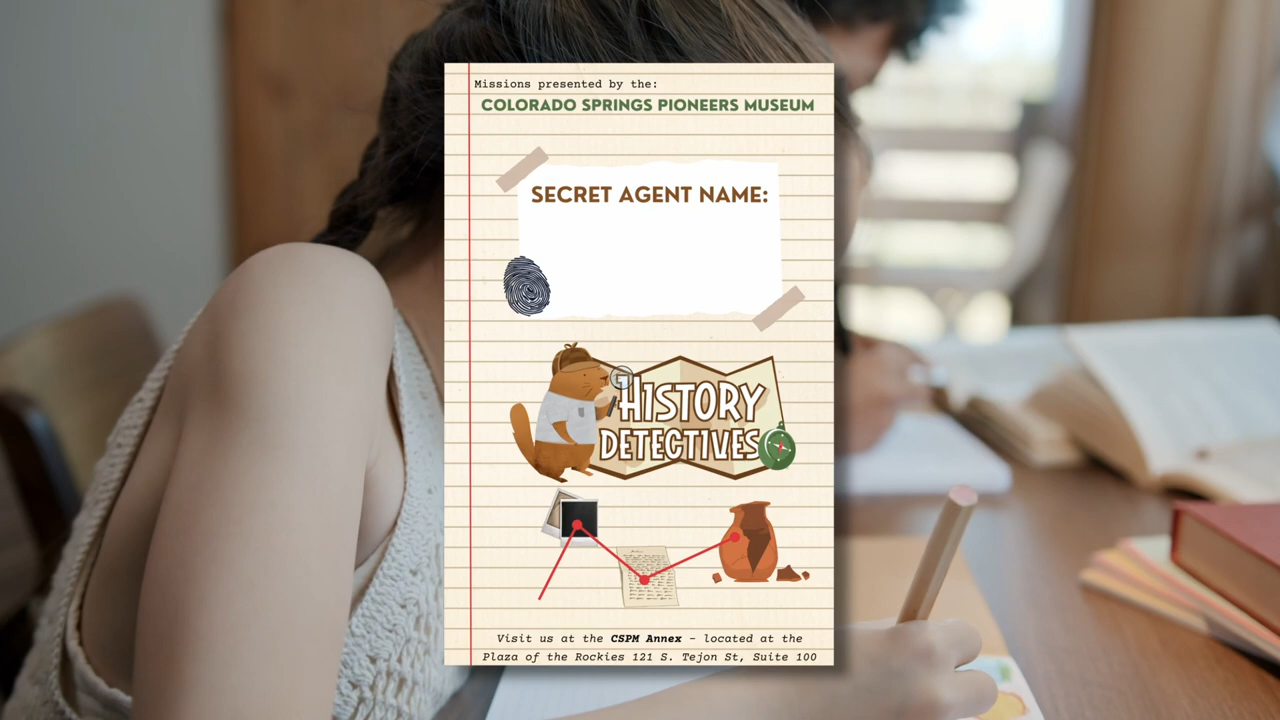 Missions presented by the:
COLORADO SPRINGS PIONEERS MUSEUM
SECRET AGENT NAME:
HISTORY
DETECTIVES
Visit us at the CSPM Annex - located at the
Plaza of the Rockies 121 S. Tejon St, Suite 100